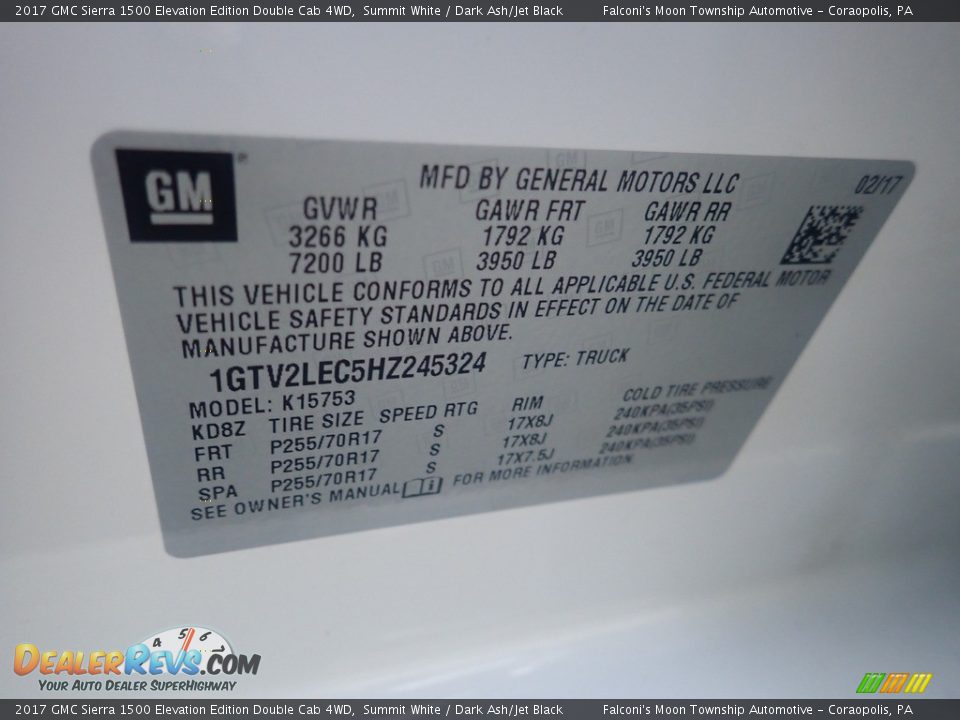 2017 GMC Sierra 1500 Elevation Edition Double Cab 4WD, Summit White / Dark Ash/Jet Black Falconi's Moon Township Automotive - Coraopolis, PA
GM
MFD BY GENERAL MOTORS LLC 02/17
GVWR GAWR FRT GAWR RR
3266 KG 1792 KG 1792 KG
7200 LB 3950 LB 3950 LB
THIS VEHICLE CONFORMS TO ALL APPLICABLE U.S. FEDERAL MOTOR
VEHICLE SAFETY STANDARDS IN EFFECT ON THE DATE OF
MANUFACTURE SHOWN ABOVE.
1GTV2LEC5HZ245324 TYPE: TRUCK
MODEL: K15753
KD8Z TIRE SIZE SPEED RTG RIM COLD TIRE PRESSURE
FRT P255/70R17 S 17X8J 240KPA(35PSI)
RR P255/70R17 S 17X8J 240KPA(35PSI)
SPA P255/70R17 S 17X7.5J 240KPA(35PSI)
SEE OWNER'S MANUAL FOR MORE INFORMATION
4 5 6
DealerRevs.com
Your Auto Dealer SuperHighway
2017 GMC Sierra 1500 Elevation Edition Double Cab 4WD, Summit White / Dark Ash/Jet Black Falconi's Moon Township Automotive - Coraopolis, PA